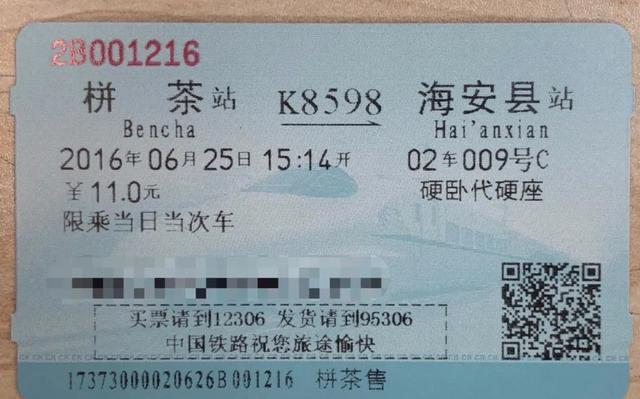 2B001216
栟茶站 K8598 海安县站
Bencha Hai'anxian
2016年06月25日15:14开 02车009号C
￥11.0元 硬卧代硬座
限乘当日当次车
买票请到12306 发货请到95306
中国铁路祝您旅途愉快
17373000020626B001216 栟茶售